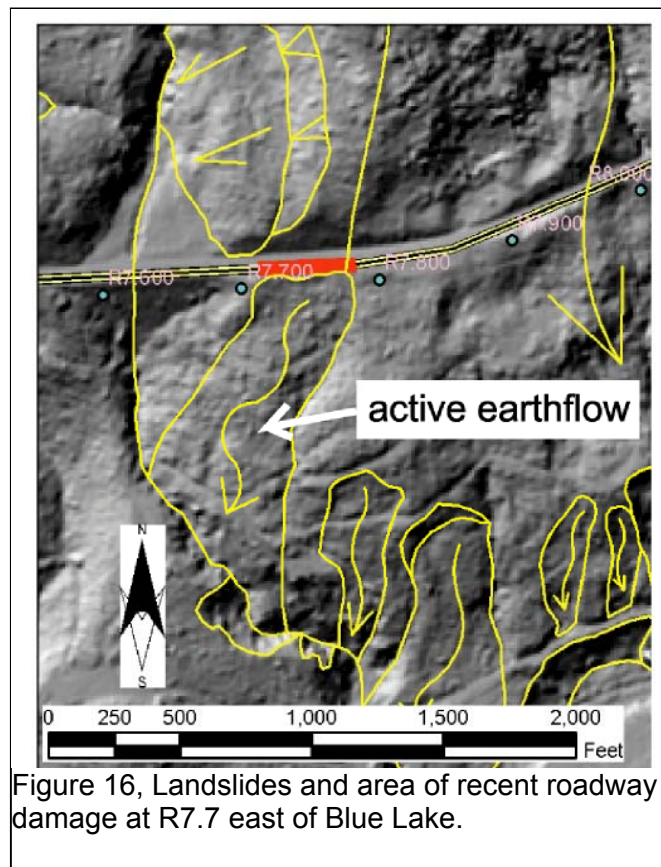 R8.000
R7.900
R7.600
R7.700
R7.800
active earthflow
N
S
0 250 500 1,000 1,500 2,000
Feet
Figure 16, Landslides and area of recent roadway
damage at R7.7 east of Blue Lake.